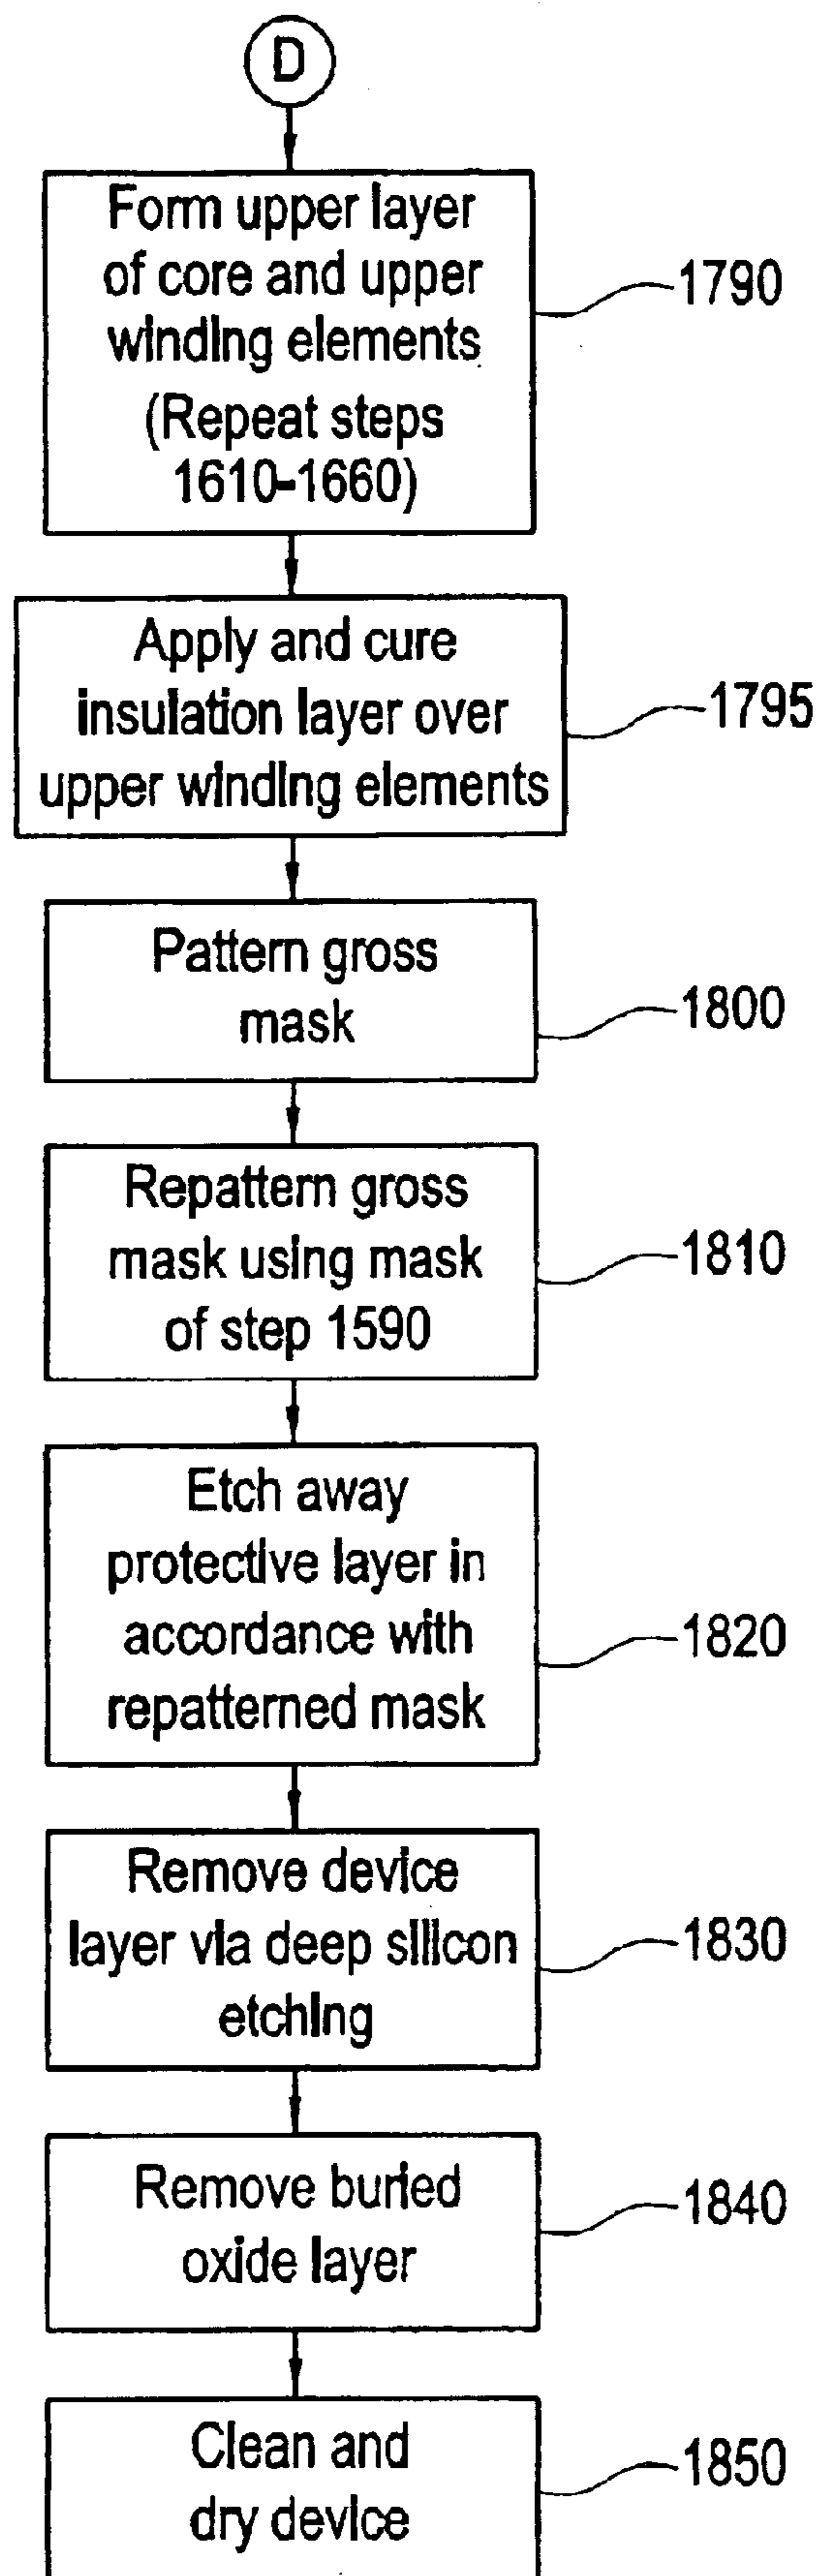 D
Form upper layer
of core and upper
winding elements
(Repeat steps
1610-1660)
1790
Apply and cure
insulation layer over
upper winding elements
1795
Pattern gross
mask
1800
Repattern gross
mask using mask
of step 1590
1810
Etch away
protective layer in
accordance with
repatterned mask
1820
Remove device
layer via deep silicon
etching
1830
Remove buried
oxide layer
1840
Clean and
dry device
1850